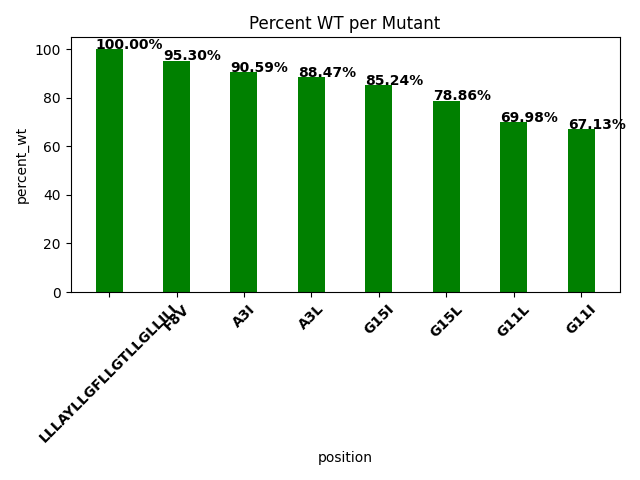 Percent WT per Mutant
percent_wt
100
80
60
40
20
0
100.00%
95.30%
90.59%
88.47%
85.24%
78.86%
69.98%
67.13%
F8V
A3I
A3L
G15I
G15L
G11L
G11I
position